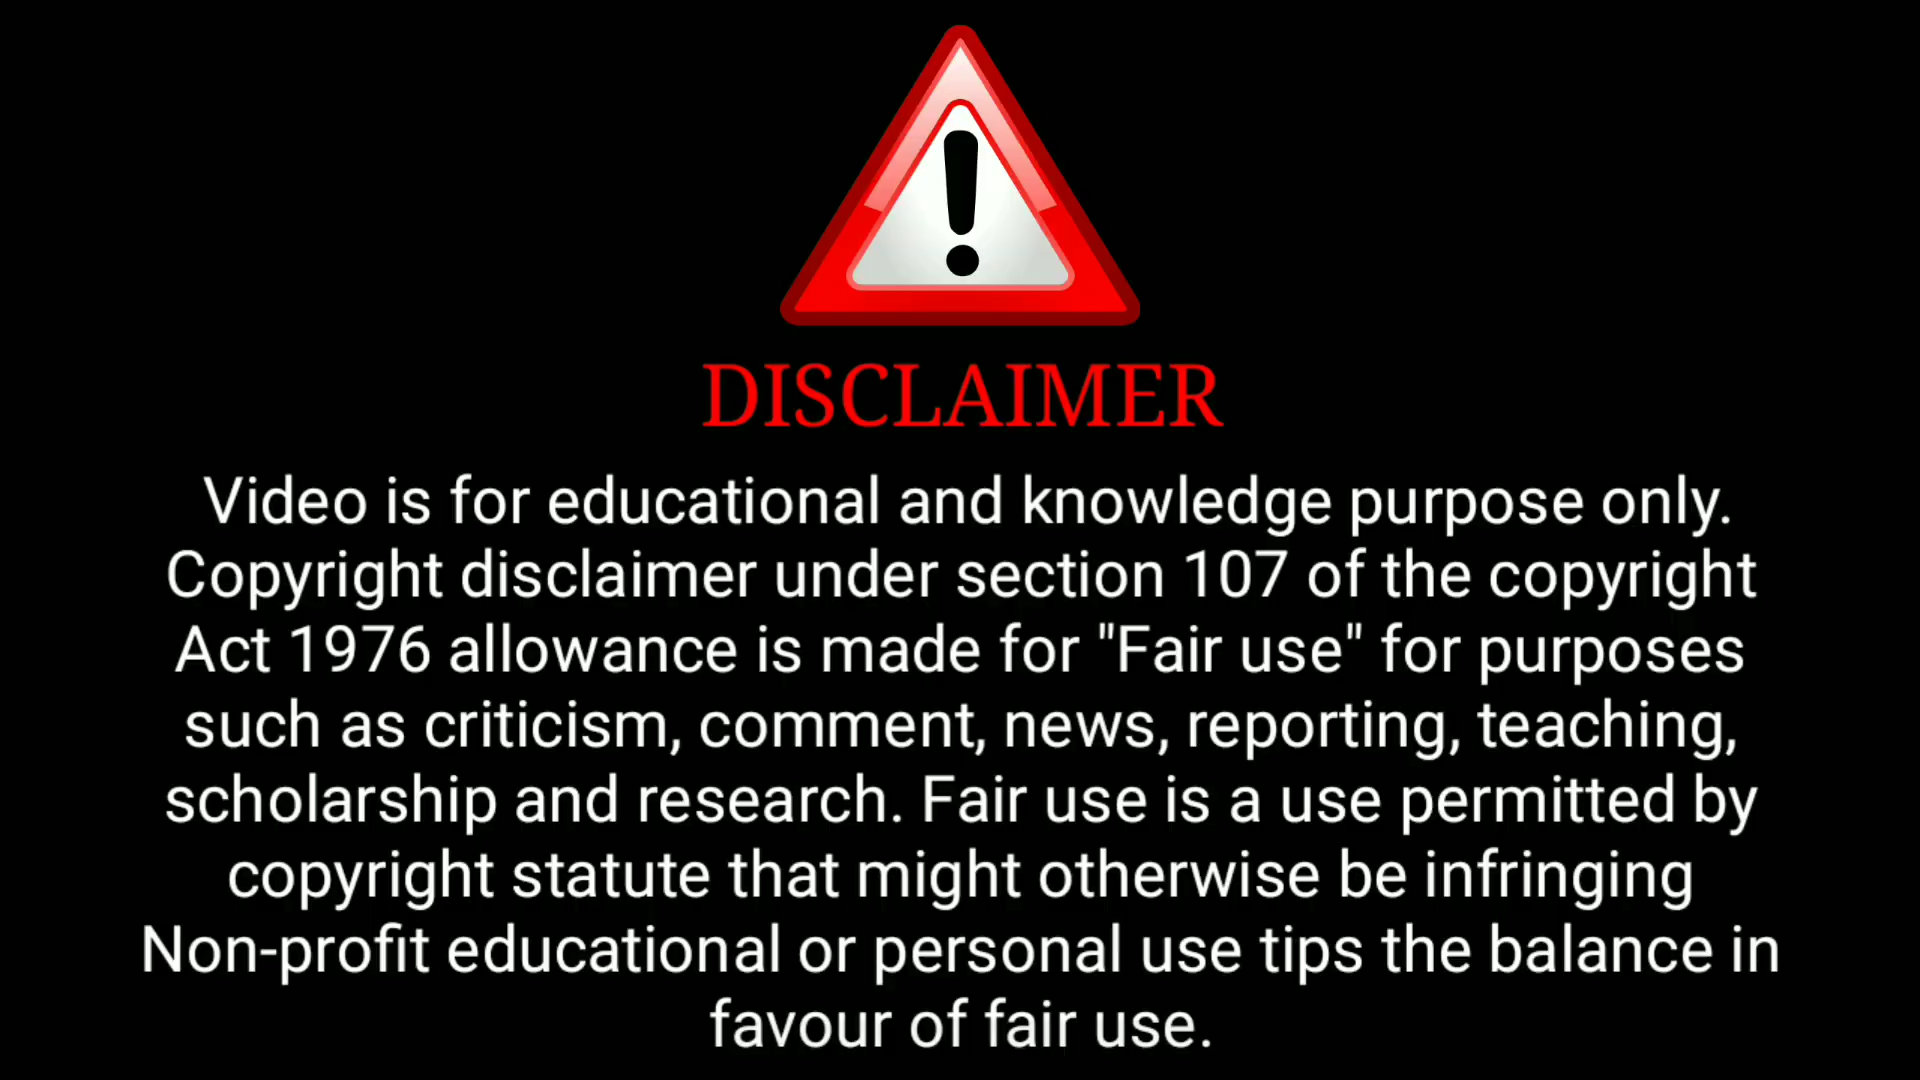 DISCLAIMER
Video is for educational and knowledge purpose only.
Copyright disclaimer under section 107 of the copyright
Act 1976 allowance is made for "Fair use" for purposes
such as criticism, comment, news, reporting, teaching,
scholarship and research. Fair use is a use permitted by
copyright statute that might otherwise be infringing
Non-profit educational or personal use tips the balance in
favour of fair use.